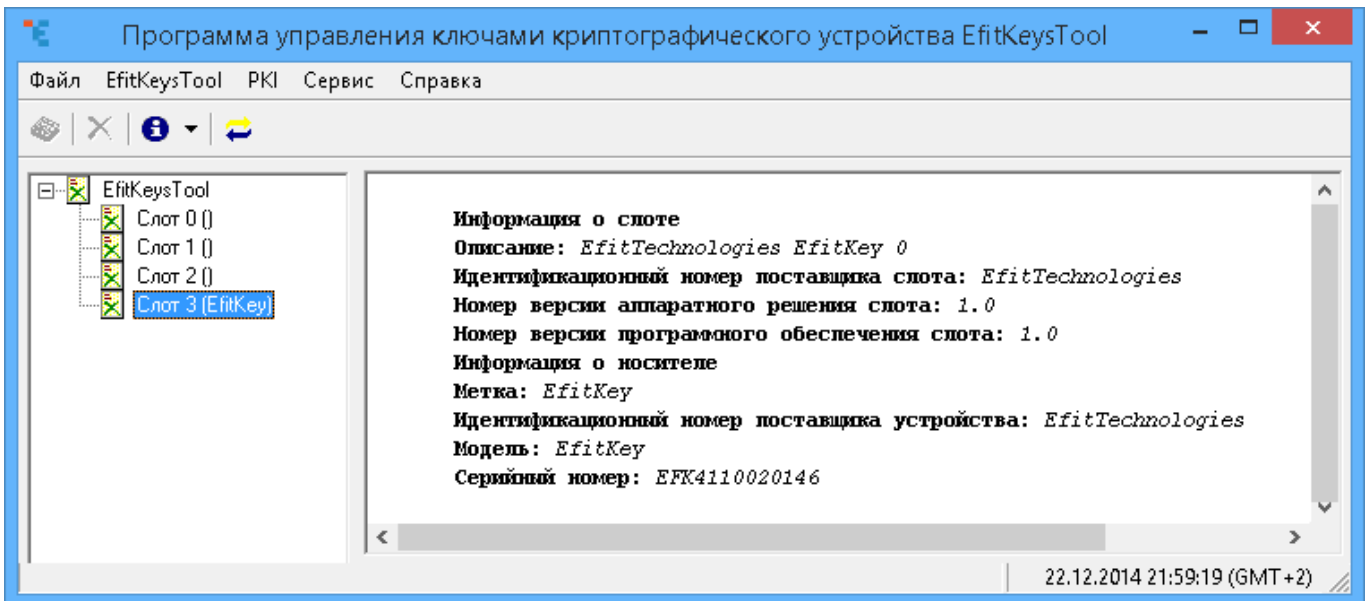 Программа управления ключами криптографического устройства EfitKeysTool
Файл EfitKeysTool PKI Сервис Справка
EfitKeysTool
Слот 0 ()
Слот 1 ()
Слот 2 ()
Слот 3 (EfitKey)
Информация о слоте
Описание: EfitTechnologies EfitKey 0
Идентификационный номер поставщика слота: EfitTechnologies
Номер версии аппаратного решения слота: 1.0
Номер версии программного обеспечения слота: 1.0
Информация о носителе
Метка: EfitKey
Идентификационный номер поставщика устройства: EfitTechnologies
Модель: EfitKey
Серийный номер: EFK4110020146
22.12.2014 21:59:19 (GMT+2)